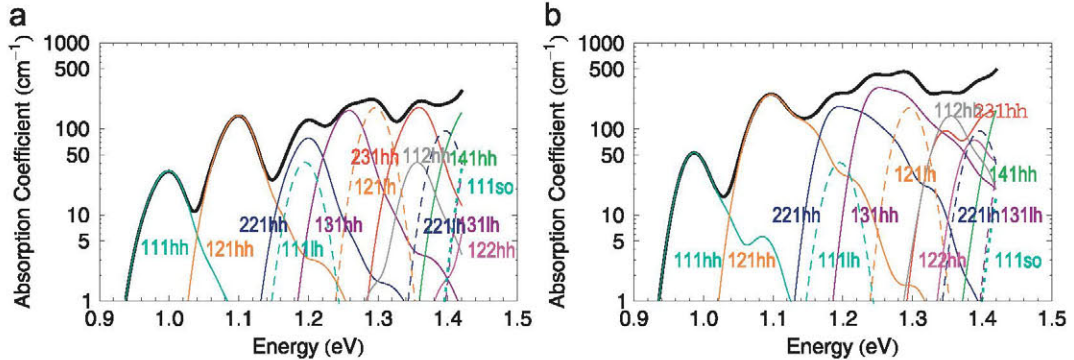 a
Absorption Coefficient (cm⁻¹)
1000
500
100
50
10
5
1
111hh
121hh
221hh
111lh
131hh
231hh
121lh
112hh
221lh
141hh
111so
131lh
122hh
0.9 1.0 1.1 1.2 1.3 1.4 1.5
Energy (eV)
b
Absorption Coefficient (cm⁻¹)
1000
500
100
50
10
5
1
111hh
121hh
221hh
111lh
131hh
121lh
112hh
231hh
141hh
221lh
131lh
122hh
111so
0.9 1.0 1.1 1.2 1.3 1.4 1.5
Energy (eV)